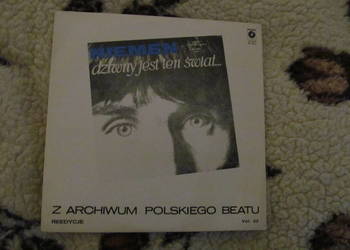 NIEMEN
dziwny jest ten świat...
Z ARCHIWUM POLSKIEGO BEATU
REEDYCJE